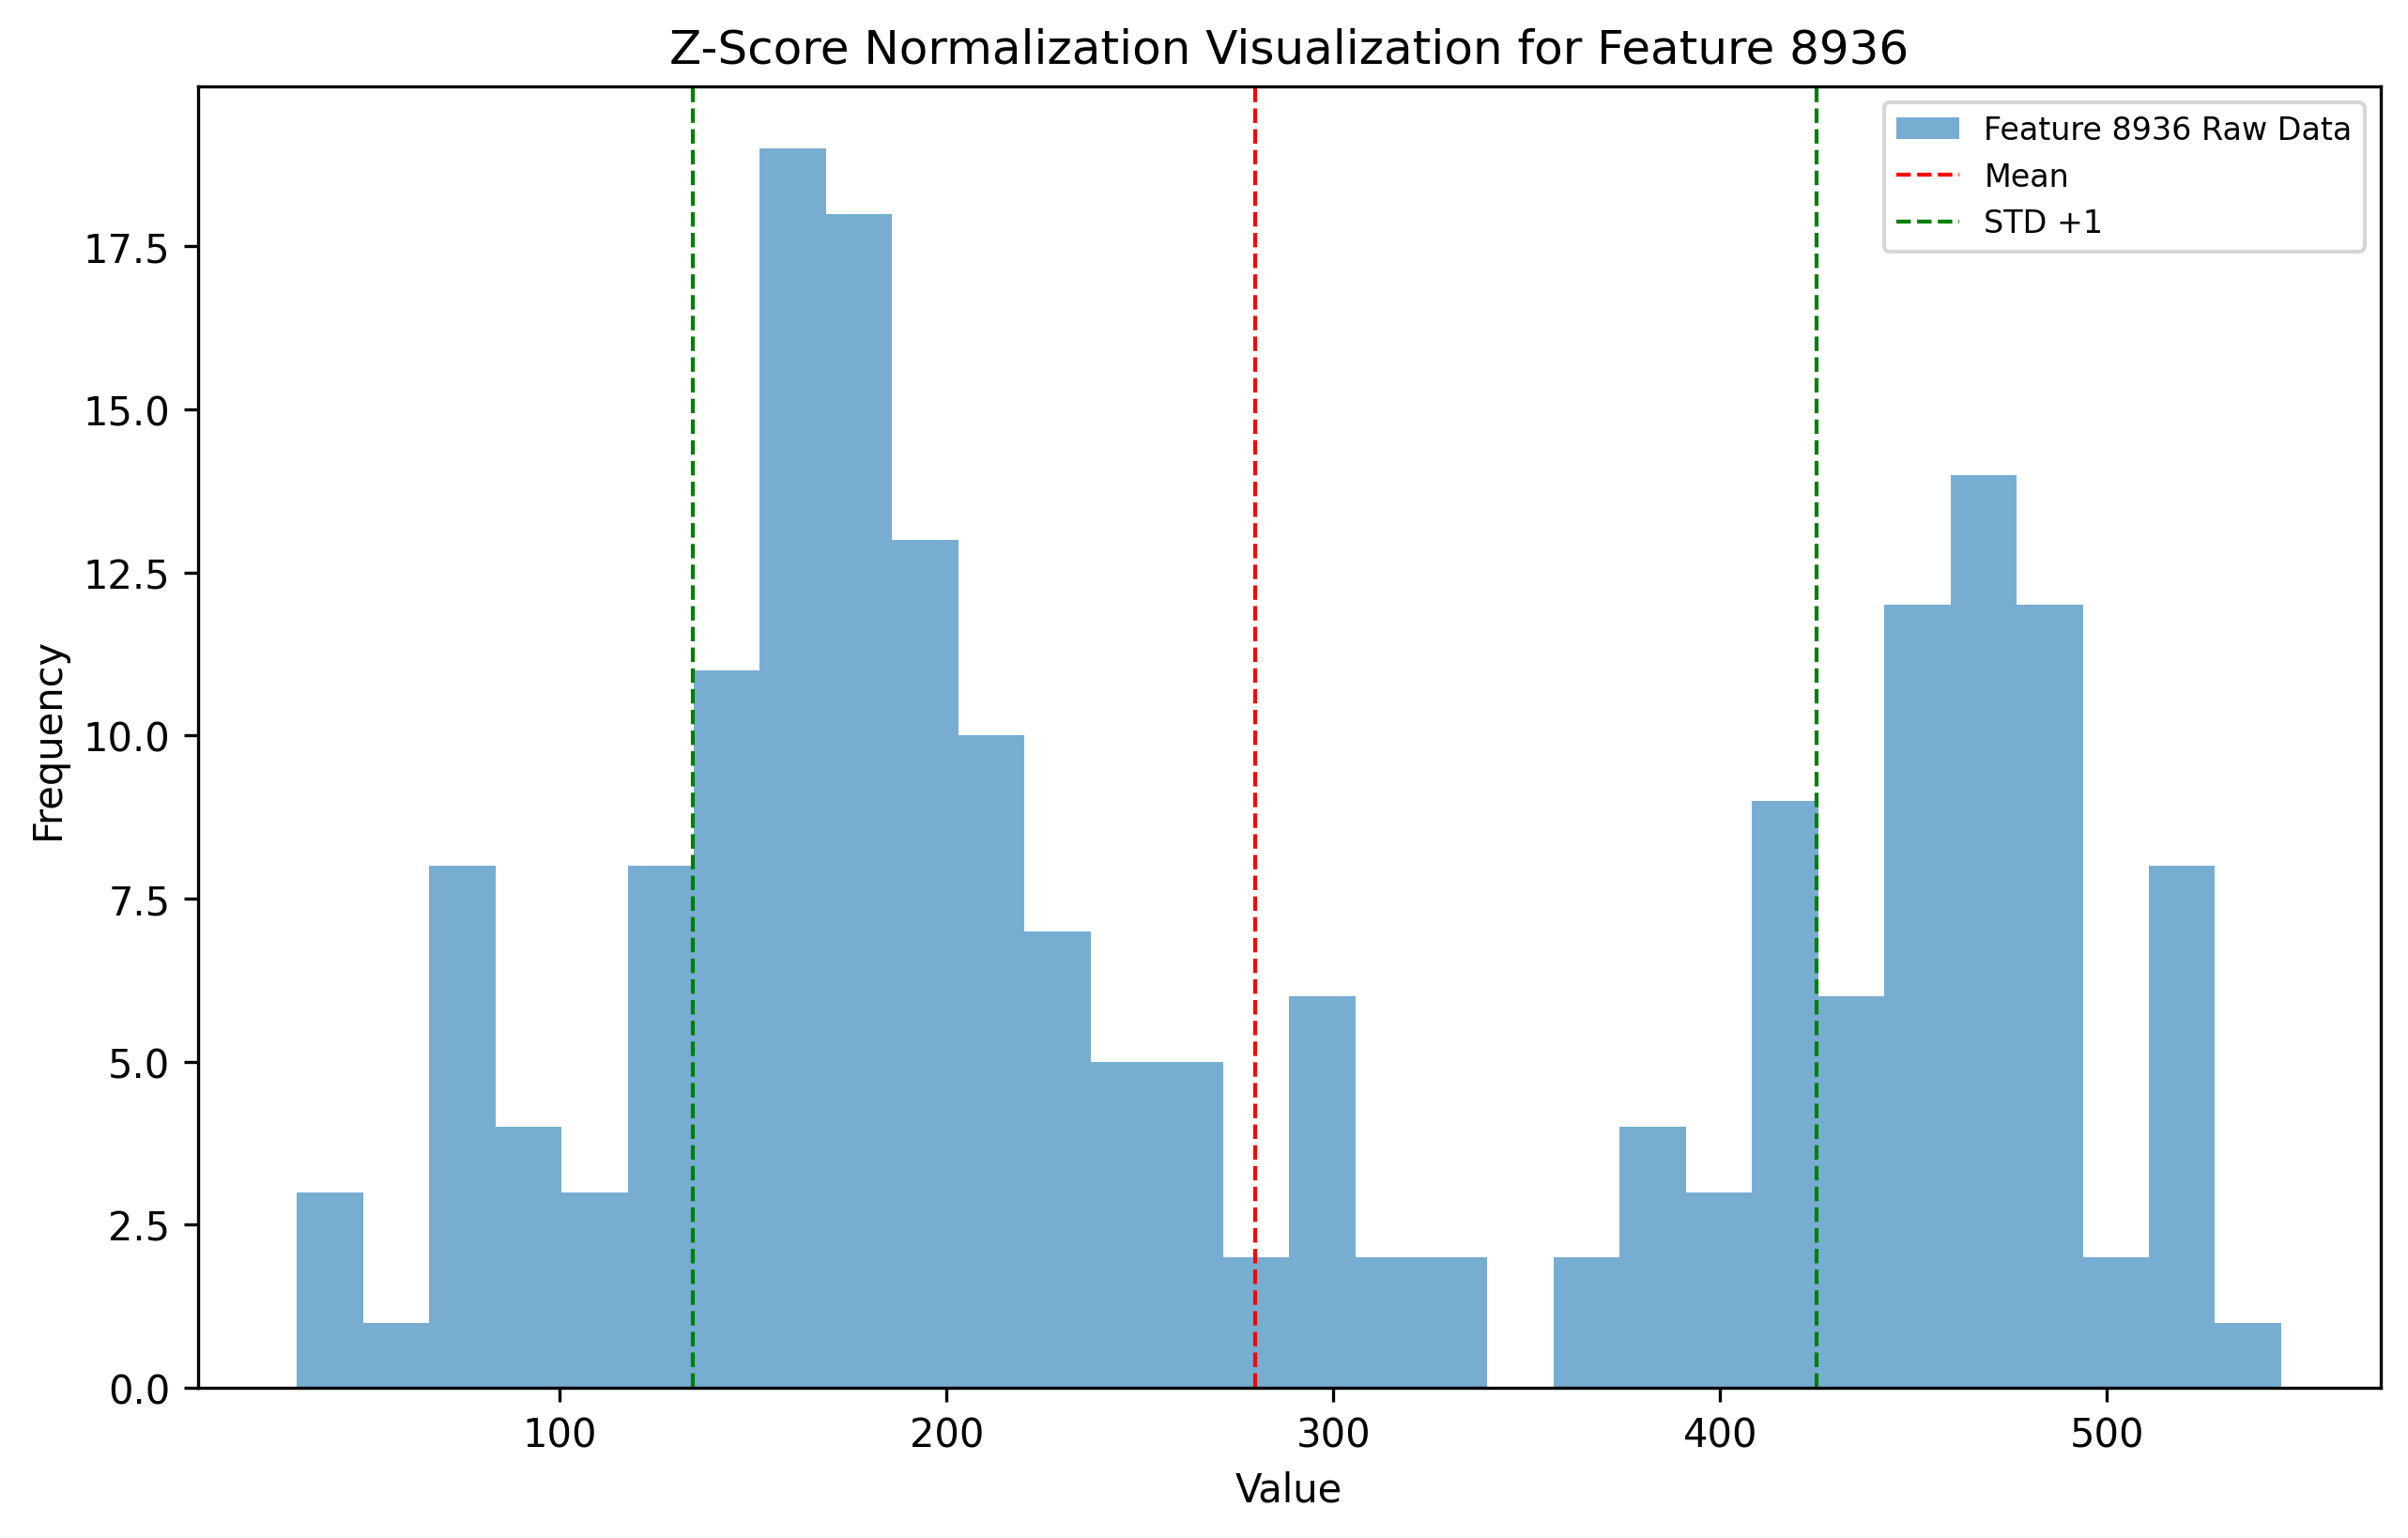 Z-Score Normalization Visualization for Feature 8936
Feature 8936 Raw Data
Mean
STD +1
17.5
15.0
12.5
10.0
7.5
5.0
2.5
0.0
Frequency
100 200 300 400 500
Value